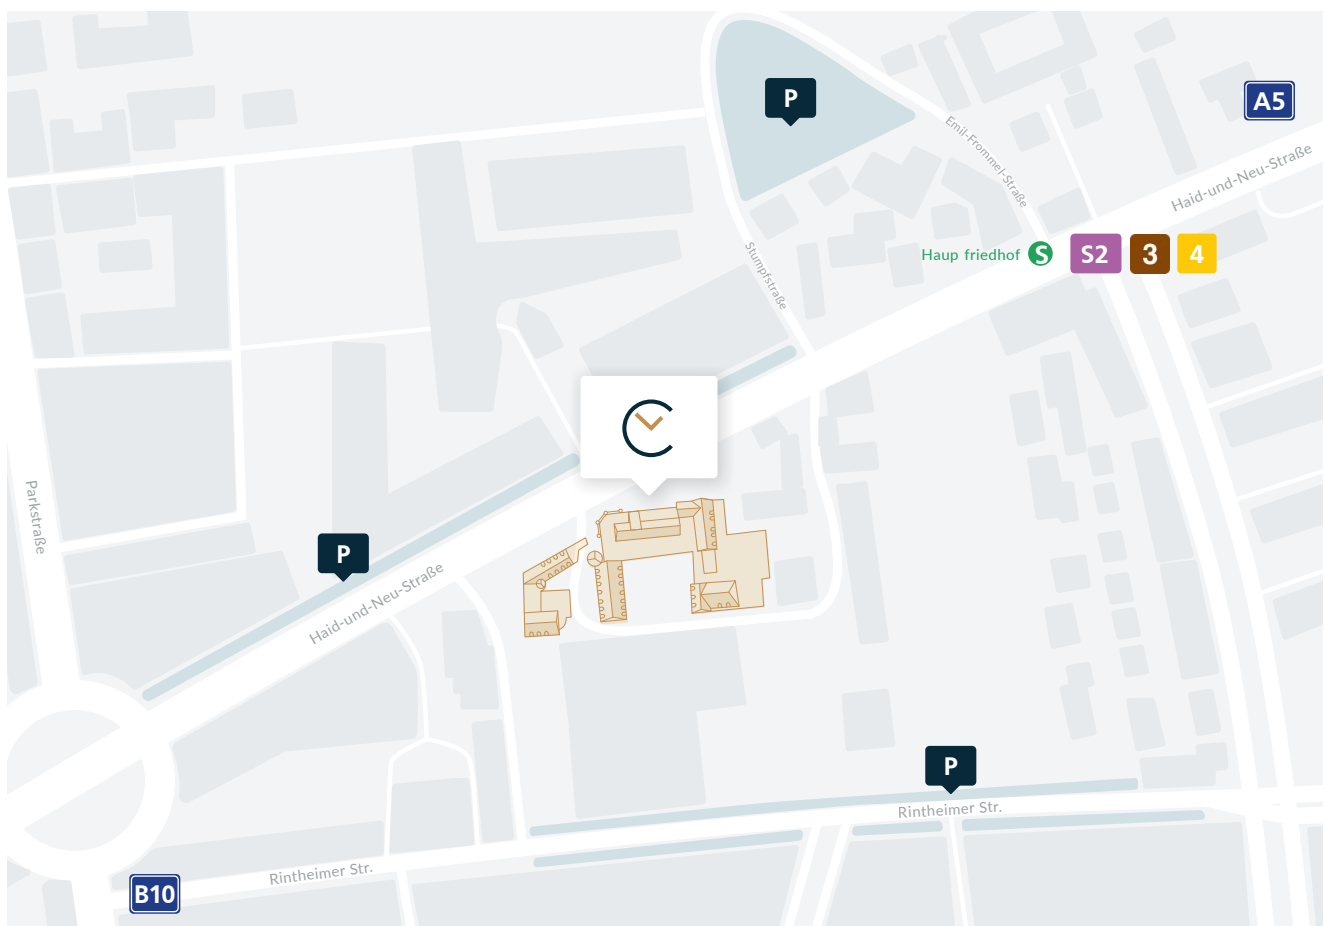 P
A5
Emil-Frommel-Straße
Haid-und-Neu-Straße
Stumpfstraße
Haup friedhof S S2 3 4
Parkstraße
P
Haid-und-Neu-Straße
P
Rintheimer Str.
Rintheimer Str.
B10